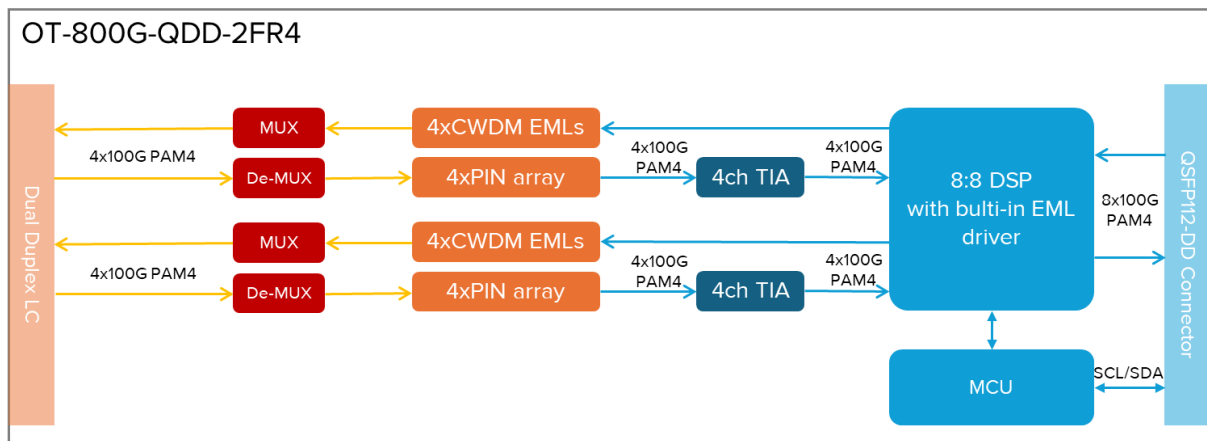 OT-800G-QDD-2FR4
Dual Duplex LC
4x100G PAM4
MUX
De-MUX
4xCWDM EMLs
4xPIN array
4x100G
PAM4
4ch TIA
4x100G
PAM4
4x100G PAM4
MUX
De-MUX
4xCWDM EMLs
4xPIN array
4x100G
PAM4
4ch TIA
4x100G
PAM4
8:8 DSP
with bulti-in EML
driver
8x100G
PAM4
MCU
SCL/SDA
QSFP112-DD Connector